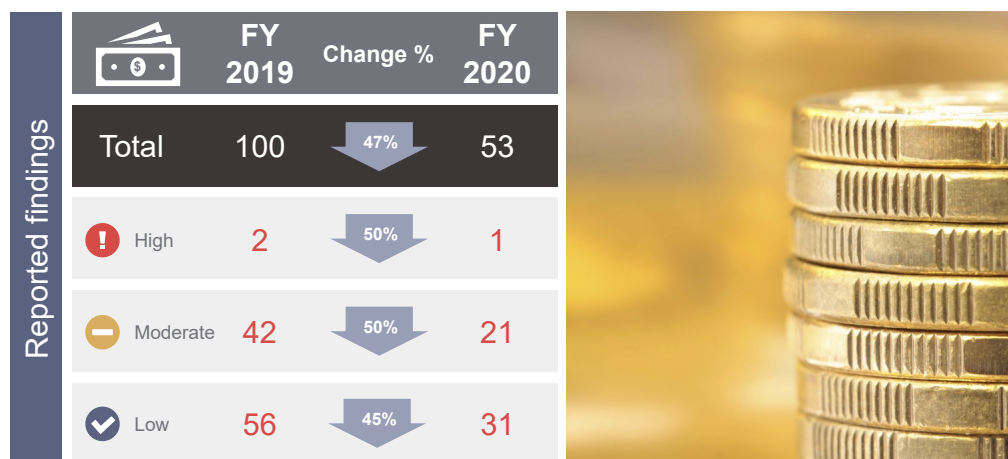 Reported findings
$
FY 2019 Change % FY 2020
Total 100 47% 53
! High 2 50% 1
Moderate 42 50% 21
Low 56 45% 31